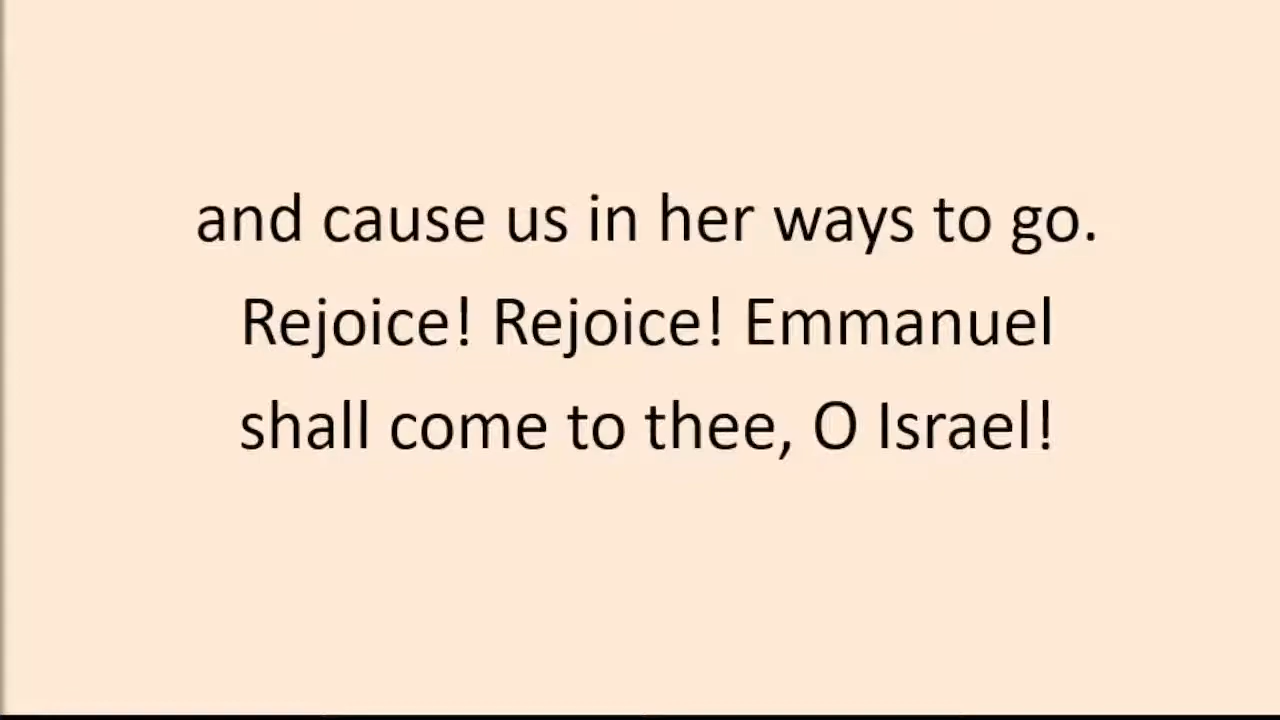 and cause us in her ways to go.
Rejoice! Rejoice! Emmanuel
shall come to thee, O Israel!